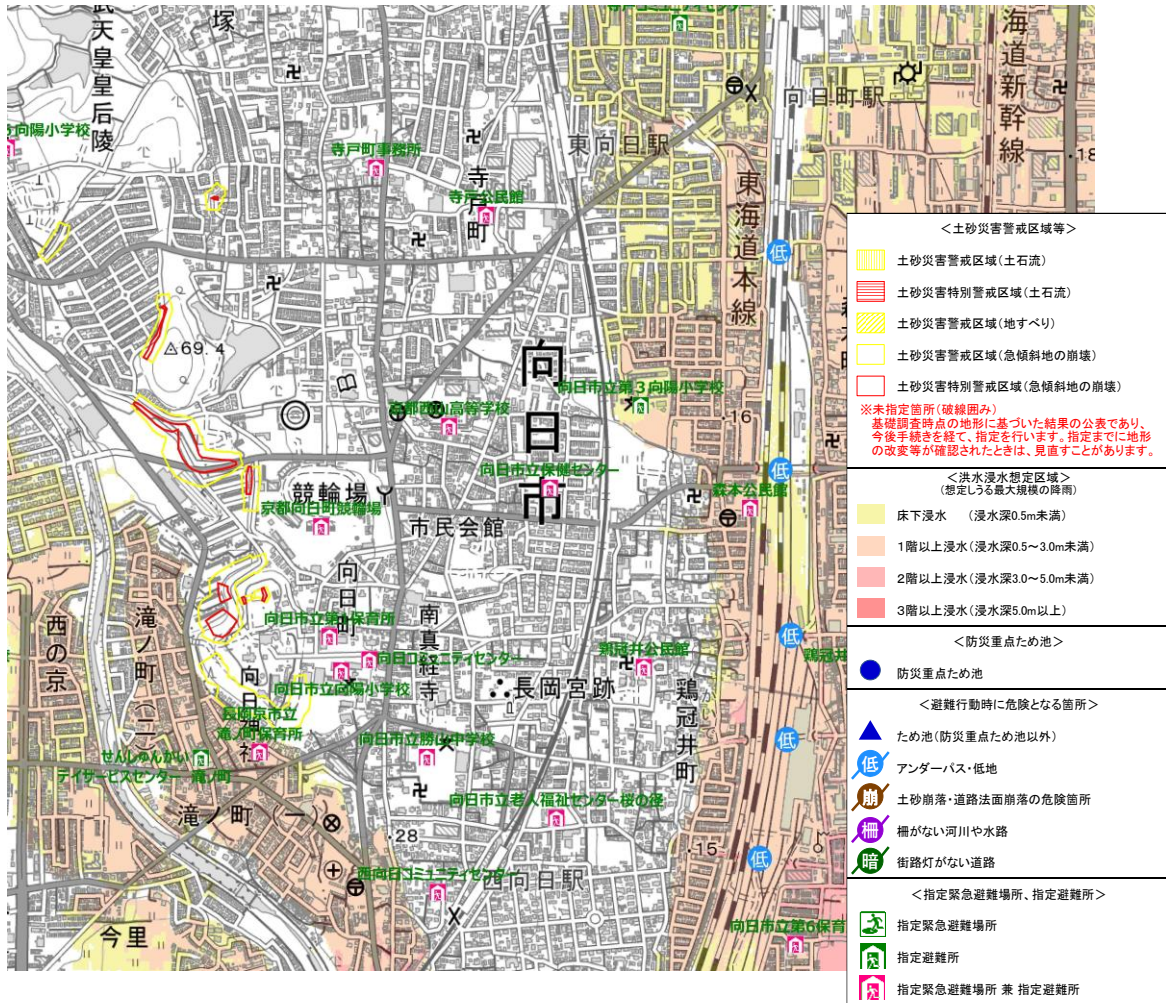 寺戸コミュニティセンター
武天皇皇后陵
塚
向陽小学校
寺戸町事務所
寺戸公民館
寺戸町
東向日駅
向日町駅
海道新幹線
東海道本線
・18
69.4
向日市
向日市立第3向陽小学校
京都西山高等学校
・16
向日市立保健センター
森本公民館
競輪場
京都向日町競輪場
市民会館
向日町
南真経寺
西の京
滝ノ町(二)
向日市立第1保育所
向日コミュニティセンター
向日市立向陽小学校
鶏冠井公民館
鶏冠井
長岡宮跡
鶏冠井町
向日神社
長岡京市立
滝ノ町保育所
せんしゅんかい
デイサービスセンター 滝ノ町
向日市立勝山中学校
向日市立老人福祉センター桜の径
滝ノ町(一)
・28
・15
西向日コミュニティセンター
西向日駅
向日市立第6保育
今里
低
低
低
低
低
<土砂災害警戒区域等>
土砂災害警戒区域(土石流)
土砂災害特別警戒区域(土石流)
土砂災害警戒区域(地すべり)
土砂災害警戒区域(急傾斜地の崩壊)
土砂災害特別警戒区域(急傾斜地の崩壊)
※未指定箇所(破線囲み)
基礎調査時点の地形に基づいた結果の公表であり、
今後手続きを経て、指定を行います。指定までに地形
の改変等が確認されたときは、見直すことがあります。
<洪水浸水想定区域>
(想定しうる最大規模の降雨)
床下浸水 (浸水深0.5m未満)
1階以上浸水(浸水深0.5~3.0m未満)
2階以上浸水(浸水深3.0~5.0m未満)
3階以上浸水(浸水深5.0m以上)
<防災重点ため池>
防災重点ため池
<避難行動時に危険となる箇所>
ため池(防災重点ため池以外)
低 アンダーパス・低地
崩 土砂崩落・道路法面崩落の危険箇所
柵 柵がない河川や水路
暗 街路灯がない道路
<指定緊急避難場所、指定避難所>
指定緊急避難場所
指定避難所
指定緊急避難場所 兼 指定避難所